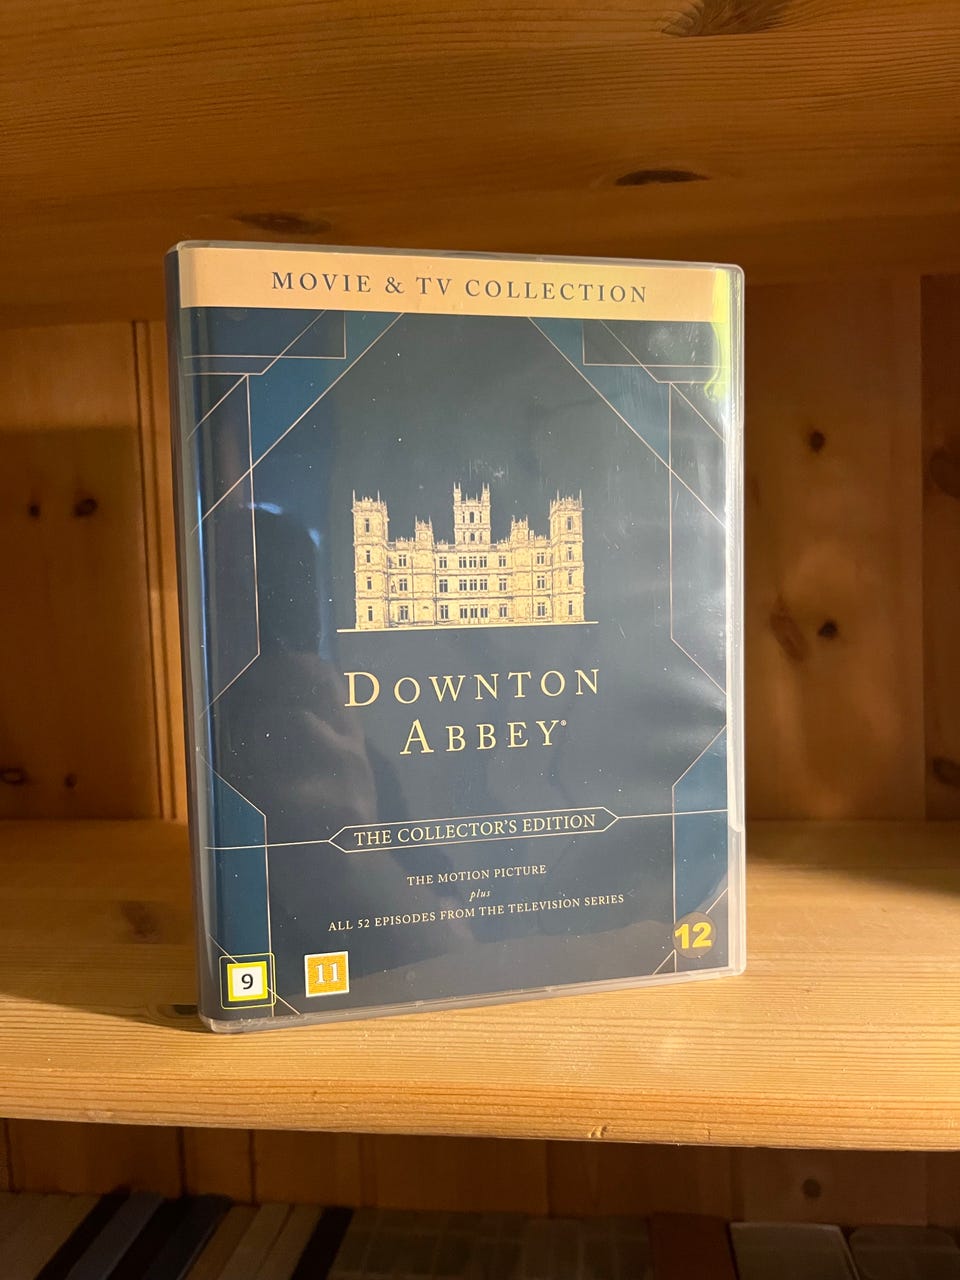 MOVIE & TV COLLECTION
DOWNTON
ABBEY®
THE COLLECTOR'S EDITION
THE MOTION PICTURE
plus
ALL 52 EPISODES FROM THE TELEVISION SERIES
12
9
11